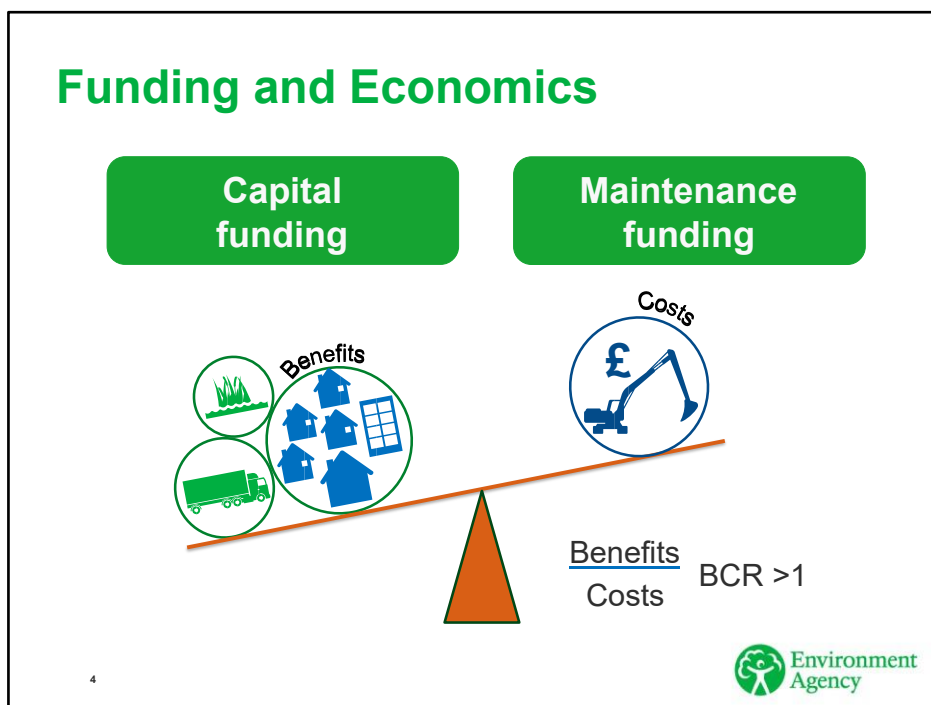 Funding and Economics
Capital
funding
Maintenance
funding
Costs
£
Benefits
Benefits
Costs
BCR >1
4
Environment
Agency